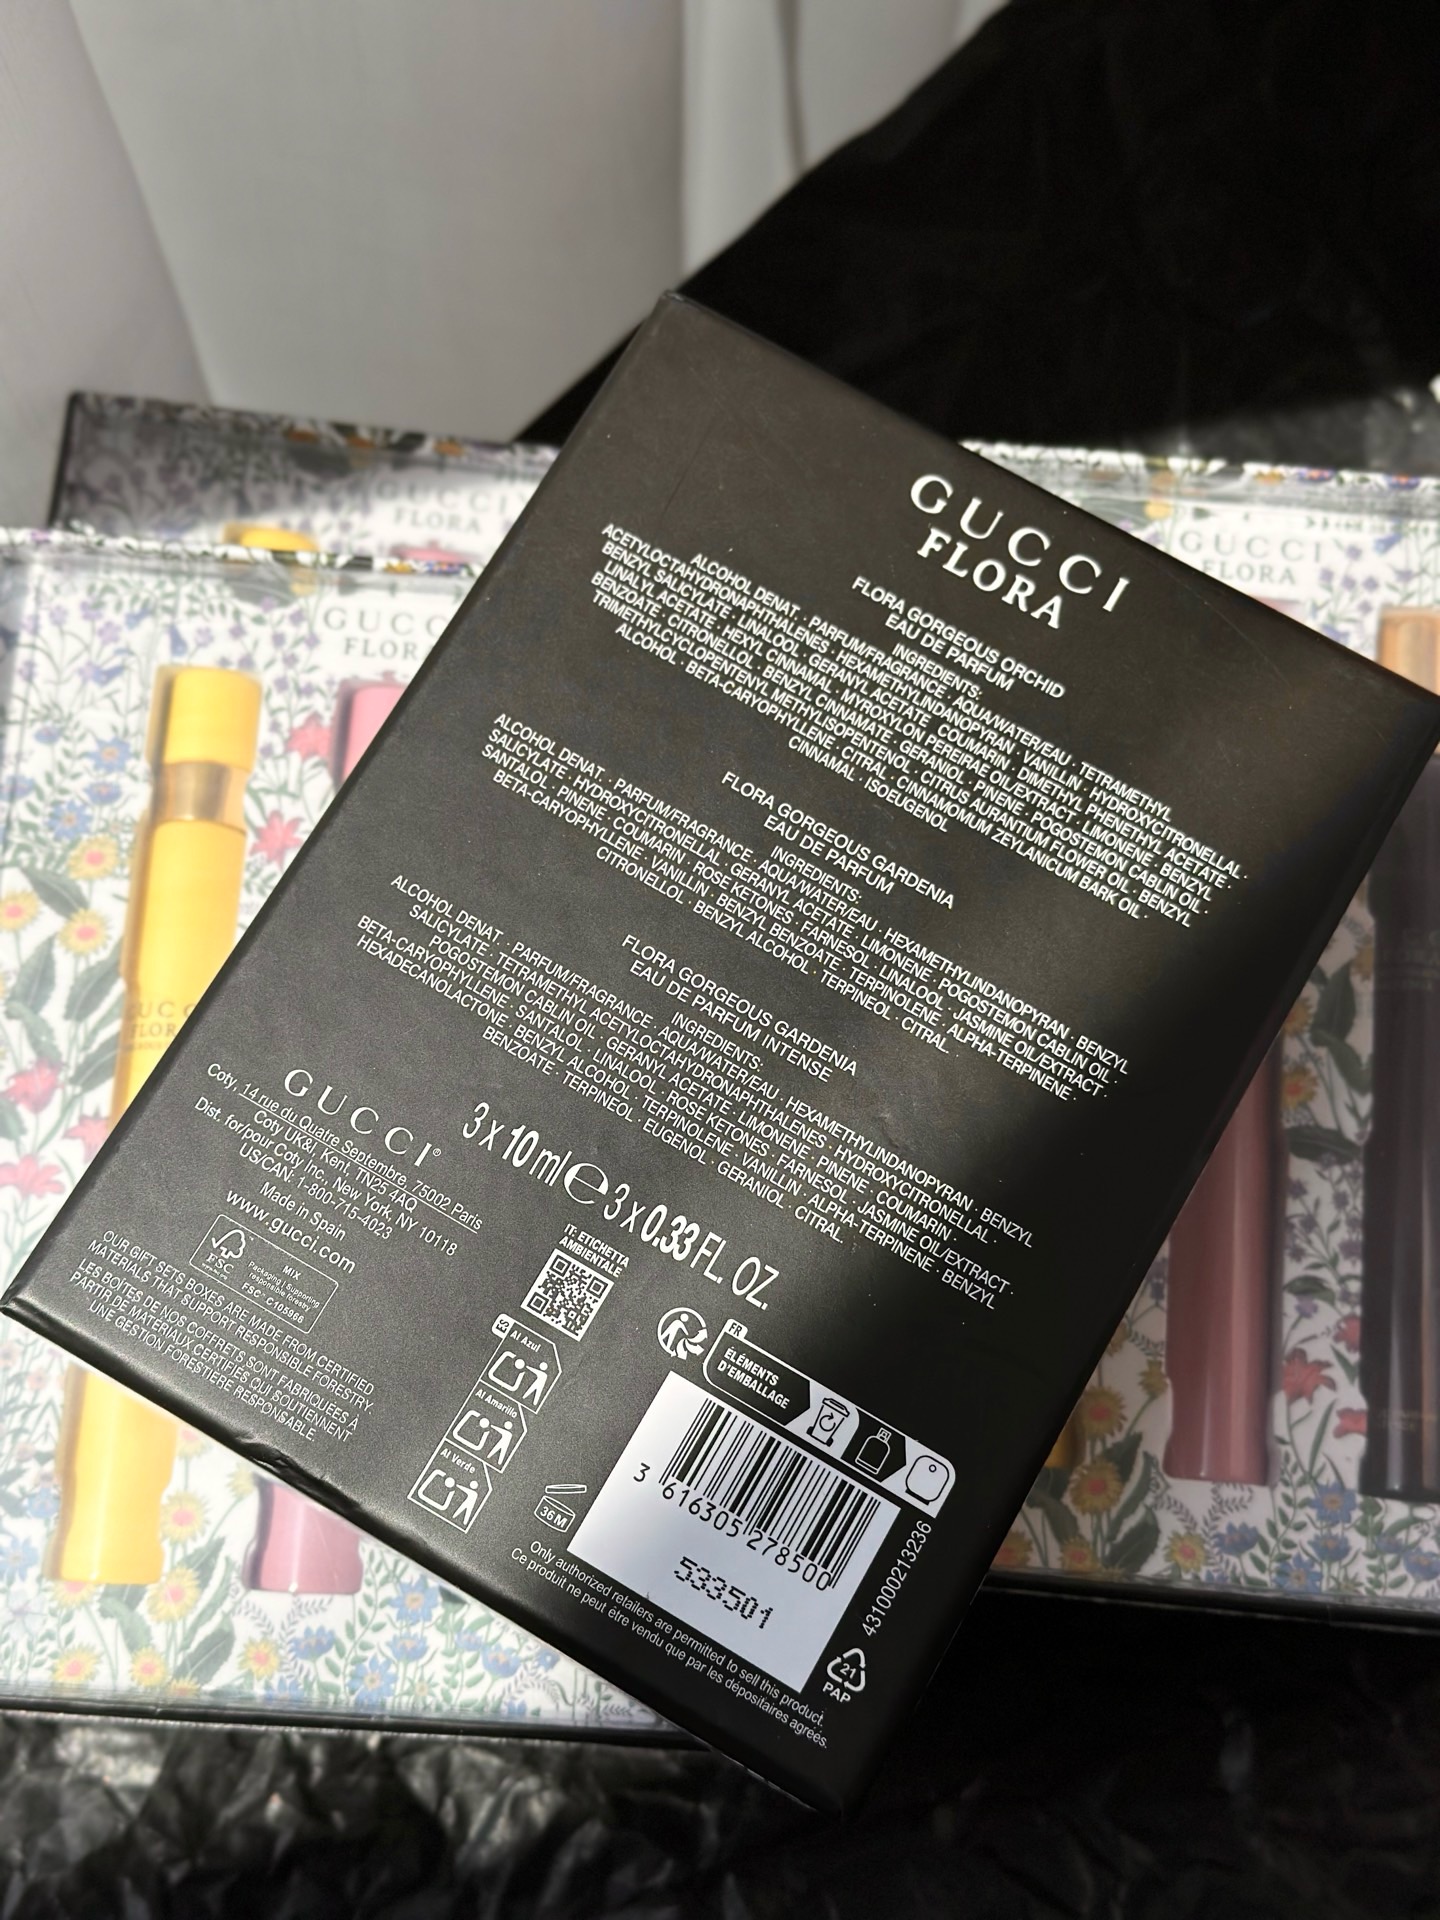 GUCCI
FLORA
FLORA GORGEOUS ORCHID
EAU DE PARFUM
INGREDIENTS:
ALCOHOL DENAT. · PARFUM/FRAGRANCE · AQUA/WATER/EAU · TETRAMETHYL
ACETYLOCTAHYDRONAPHTHALENES · HEXAMETHYLINDANOPYRAN · VANILLIN · HYDROXYCITRONELLAL ·
BENZYL SALICYLATE · LINALOOL · GERANYL ACETATE · COUMARIN · DIMETHYL PHENETHYL ACETATE ·
LINALYL ACETATE · HEXYL CINNAMAL · MYROXYLON PEREIRAE OIL/EXTRACT · LIMONENE · BENZYL
BENZOATE · CITRONELLOL · BENZYL CINNAMATE · GERANIOL · PINENE · POGOSTEMON CABLIN OIL ·
TRIMETHYLCYCLOPENTENYL METHYLISOPENTENOL · CITRUS AURANTIUM FLOWER OIL · BENZYL
ALCOHOL · BETA-CARYOPHYLLENE · CITRAL · CINNAMOMUM ZEYLANICUM BARK OIL ·
CINNAMAL · ISOEUGENOL
FLORA GORGEOUS GARDENIA
EAU DE PARFUM
INGREDIENTS:
ALCOHOL DENAT. · PARFUM/FRAGRANCE · AQUA/WATER/EAU · HEXAMETHYLINDANOPYRAN · BENZYL
SALICYLATE · HYDROXYCITRONELLAL · GERANYL ACETATE · LIMONENE · POGOSTEMON CABLIN OIL ·
SANTALOL · PINENE · COUMARIN · ROSE KETONES · FARNESOL · LINALOOL · JASMINE OIL/EXTRACT ·
BETA-CARYOPHYLLENE · VANILLIN · BENZYL BENZOATE · TERPINOLENE · ALPHA-TERPINENE ·
CITRONELLOL · BENZYL ALCOHOL · TERPINEOL · CITRAL.
FLORA GORGEOUS GARDENIA
EAU DE PARFUM INTENSE
INGREDIENTS:
ALCOHOL DENAT. · PARFUM/FRAGRANCE · AQUA/WATER/EAU · HEXAMETHYLINDANOPYRAN · BENZYL
SALICYLATE · TETRAMETHYL ACETYLOCTAHYDRONAPHTHALENES · HYDROXYCITRONELLAL ·
POGOSTEMON CABLIN OIL · GERANYL ACETATE · LIMONENE · PINENE · COUMARIN ·
BETA-CARYOPHYLLENE · SANTALOL · LINALOOL · ROSE KETONES · FARNESOL · JASMINE OIL/EXTRACT ·
HEXADECANOLACTONE · BENZYL ALCOHOL · TERPINOLENE · VANILLIN · ALPHA-TERPINENE · BENZYL
BENZOATE · TERPINEOL · EUGENOL · GERANIOL · CITRAL.
3 x 10 ml ℮ 3 x 0.33 FL. OZ.
GUCCI®
Coty, 14 rue du Quatre Septembre, 75002 Paris
Coty UK&I, Kent, TN25 4AQ
Dist. for/pour Coty Inc., New York, NY 10118
US/CAN: 1-800-715-4023
Made in Spain
www.gucci.com
FSC
www.fsc.org
MIX
Packaging | Supporting
responsible forestry
FSC® C105966
OUR GIFT SETS BOXES ARE MADE FROM CERTIFIED
MATERIALS THAT SUPPORT RESPONSIBLE FORESTRY.
LES BOÎTES DE NOS COFFRETS SONT FABRIQUÉES À
PARTIR DE MATÉRIAUX CERTIFIÉS QUI SOUTIENNENT
UNE GESTION FORESTIÈRE RESPONSABLE.
IT: ETICHETTA
AMBIENTALE
ES
Al Azul
Al Amarillo
Al Verde
FR
ÉLÉMENTS
D'EMBALLAGE
36 M
3 616305 278500
533501
431000213236
21
PAP
Only authorized retailers are permitted to sell this product.
Ce produit ne peut être vendu que par les dépositaires agréés.
GUCCI
FLORA
GUCCI
FLORA
GUCCI
FLORA